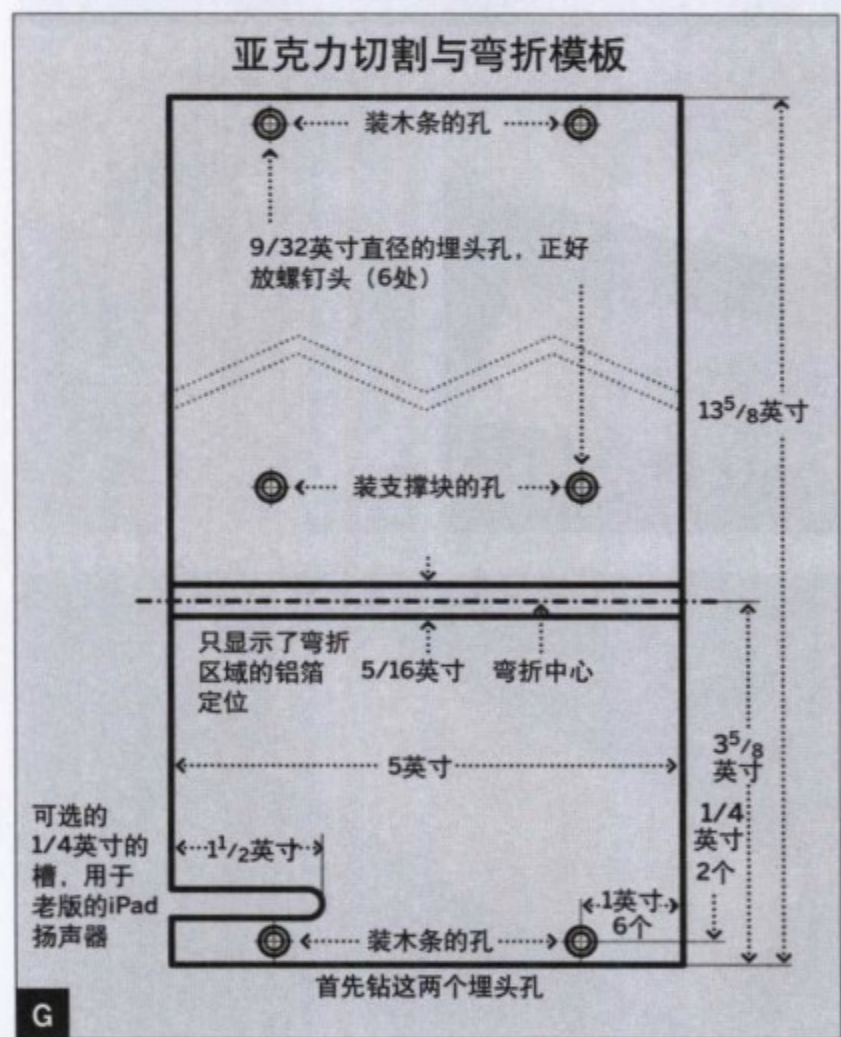 亚克力切割与弯折模板
装木条的孔
9/32英寸直径的埋头孔，正好
放螺钉头（6处）
13⁵/₈英寸
装支撑块的孔
只显示了弯折
区域的铝箔
定位
5/16英寸
弯折中心
3⁵/₈
英寸
5英寸
可选的
1/4英寸的
槽，用于
老版的iPad
扬声器
1¹/₂英寸
1/4
英寸
2个
1英寸
6个
装木条的孔
首先钻这两个埋头孔
G